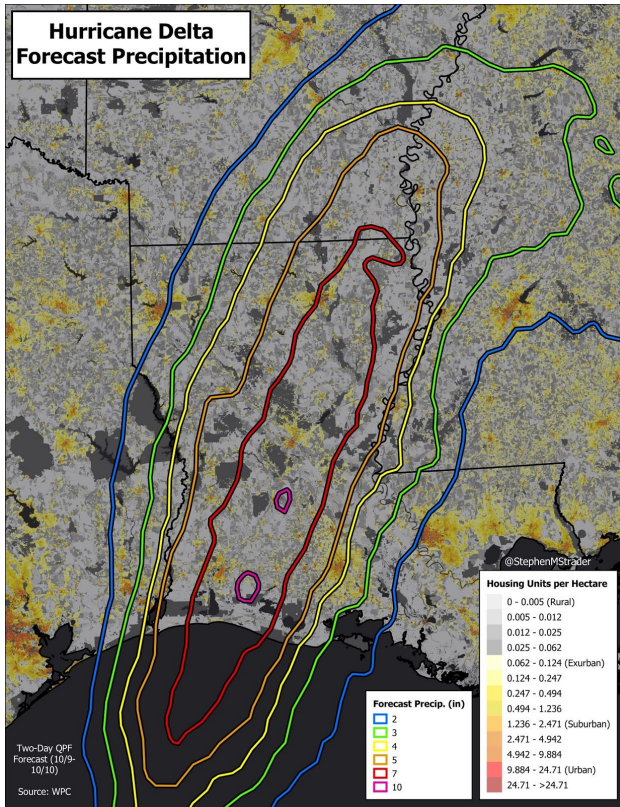 Hurricane Delta
Forecast Precipitation
@StephenMStrader
Housing Units per Hectare
0 - 0.005 (Rural)
0.005 - 0.012
0.012 - 0.025
0.025 - 0.062
0.062 - 0.124 (Exurban)
0.124 - 0.247
0.247 - 0.494
0.494 - 1.236
1.236 - 2.471 (Suburban)
2.471 - 4.942
4.942 - 9.884
9.884 - 24.71 (Urban)
24.71 - >24.71
Forecast Precip. (in)
2
3
4
5
7
10
Two-Day QPF
Forecast (10/9-
10/10)
Source: WPC